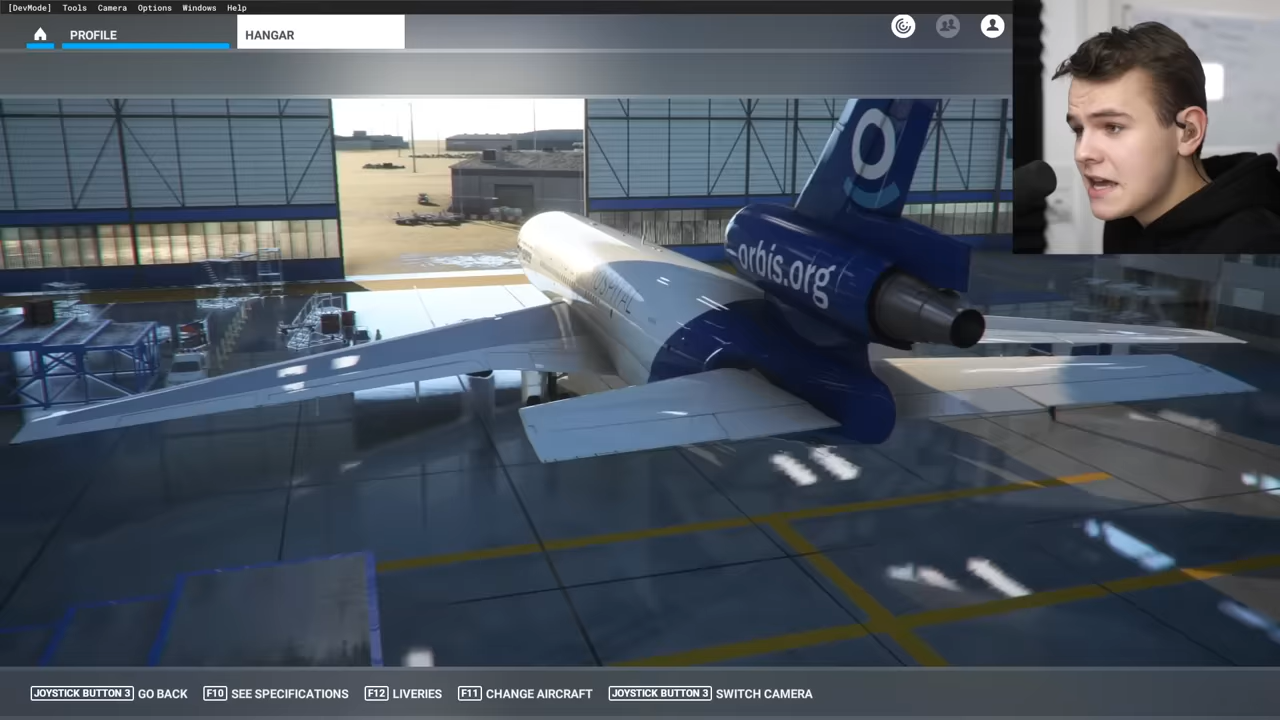 [DevMode] Tools Camera Options Windows Help
PROFILE HANGAR
orbis.org
JOYSTICK BUTTON 3 GO BACK F10 SEE SPECIFICATIONS F12 LIVERIES F11 CHANGE AIRCRAFT JOYSTICK BUTTON 3 SWITCH CAMERA